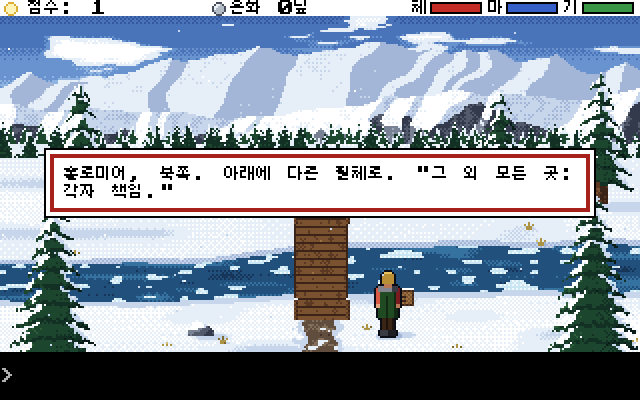 점수: 1
은화 0닢
체 마 기
흘로미어, 북쪽. 아래에 다른 필체로. "그 외 모든 곳:
각자 책임."
>